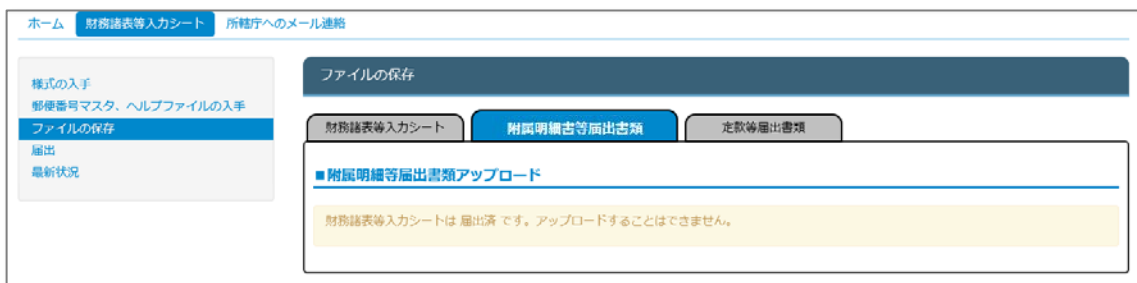 ホーム 財務諸表等入力シート 所轄庁へのメール連絡
様式の入手
郵便番号マスタ、ヘルプファイルの入手
ファイルの保存
届出
最新状況
ファイルの保存
財務諸表等入力シート 附属明細書等届出書類 定款等届出書類
■附属明細等届出書類アップロード
財務諸表等入力シートは 届出済 です。アップロードすることはできません。